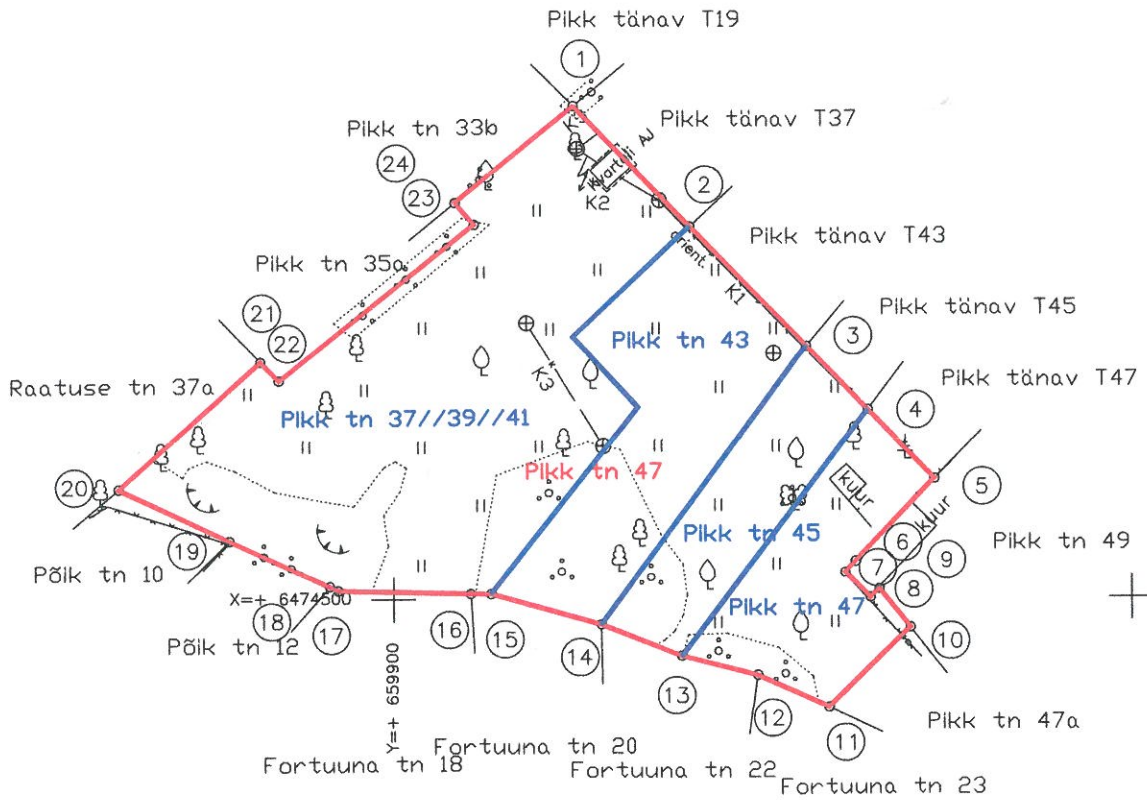 Pikk tänav T19
1
Pikk tn 33b
Pikk tänav T37
AJ
Kvartali
24
23
K2
2
Pikk tänav T43
Pikk tn 35a
orient.
K1
21
22
3
Pikk tänav T45
Pikk tn 43
K3
Raatuse tn 37a
Pikk tänav T47
Pikk tn 37//39//41
4
Pikk tn 47
5
kuur
20
kuur
Pikk tn 45
6
19
9
Pikk tn 49
7
8
Põik tn 10
X=+ 6474500
Pikk tn 47
10
18
17
16
15
14
Põik tn 12
Y=+ 659900
13
12
11
Pikk tn 47a
Fortuuna tn 20
Fortuuna tn 18
Fortuuna tn 22
Fortuuna tn 23